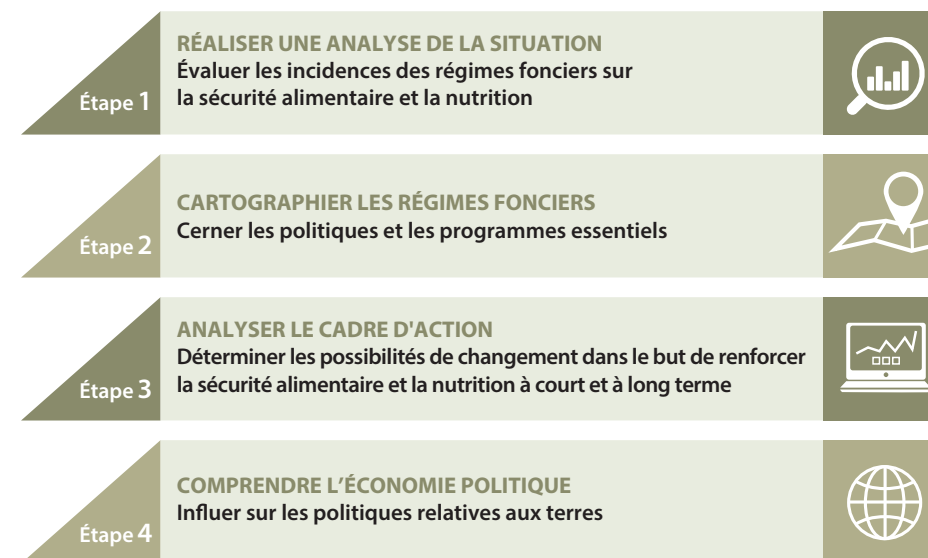 RÉALISER UNE ANALYSE DE LA SITUATION
Évaluer les incidences des régimes fonciers sur
la sécurité alimentaire et la nutrition
Étape 1
CARTOGRAPHIER LES RÉGIMES FONCIERS
Cerner les politiques et les programmes essentiels
Étape 2
ANALYSER LE CADRE D'ACTION
Déterminer les possibilités de changement dans le but de renforcer
la sécurité alimentaire et la nutrition à court et à long terme
Étape 3
COMPRENDRE L’ÉCONOMIE POLITIQUE
Influer sur les politiques relatives aux terres
Étape 4